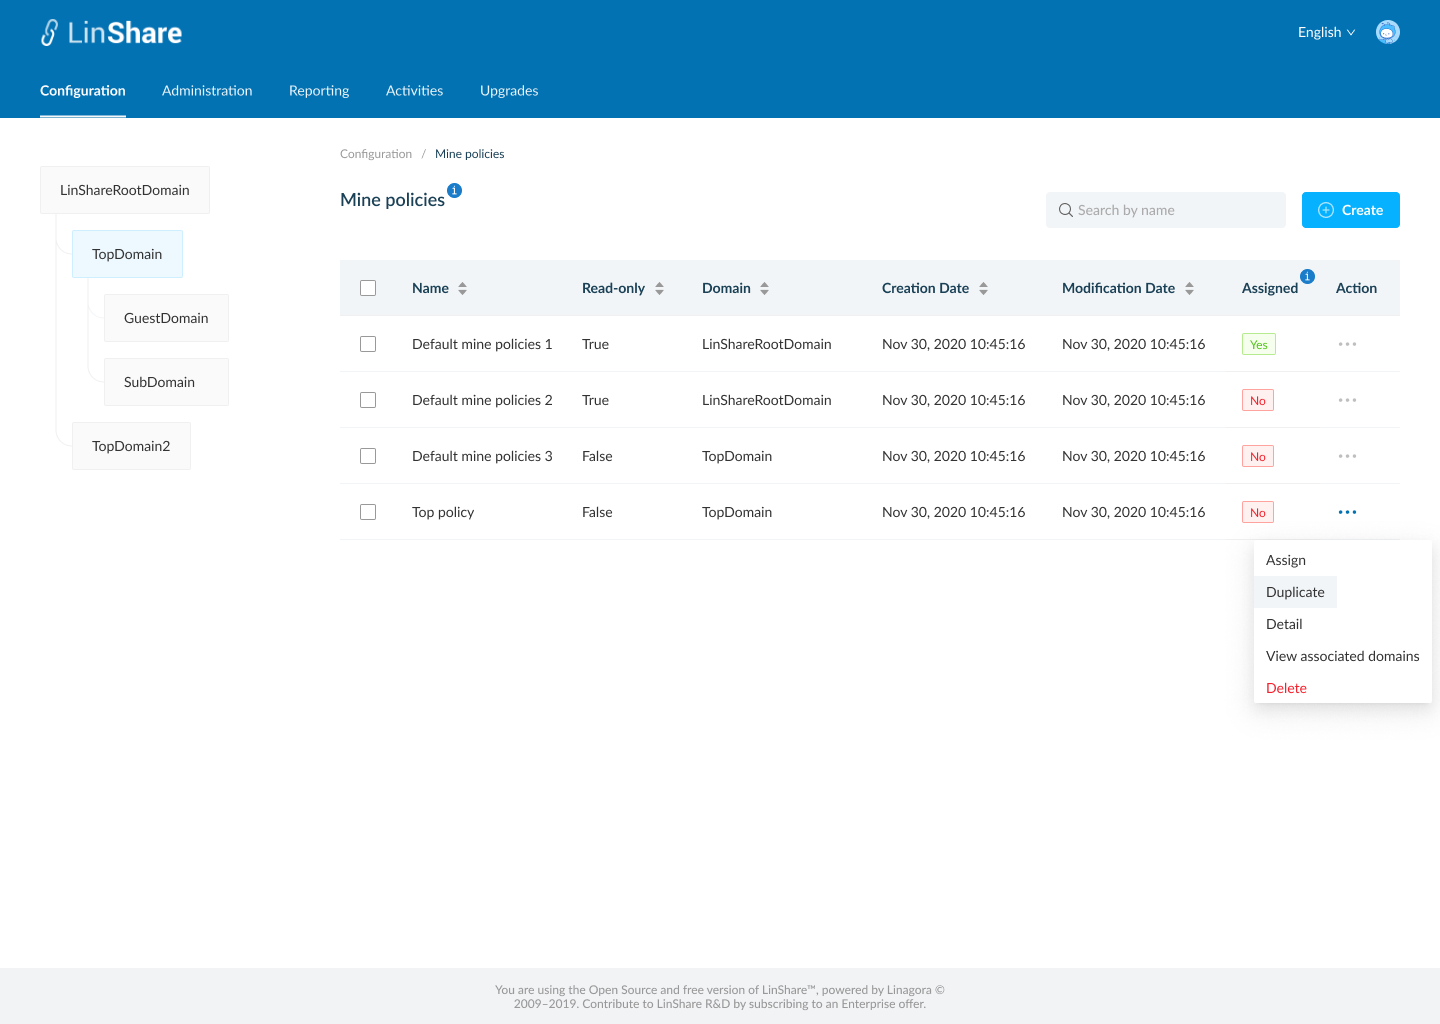 LinShare
English
Configuration Administration Reporting Activities Upgrades
Configuration / Mine policies
LinShareRootDomain
TopDomain
GuestDomain
SubDomain
TopDomain2
Mine policies i
Search by name
Create
Name Read-only Domain Creation Date Modification Date Assigned i Action
Default mine policies 1 True LinShareRootDomain Nov 30, 2020 10:45:16 Nov 30, 2020 10:45:16 Yes
Default mine policies 2 True LinShareRootDomain Nov 30, 2020 10:45:16 Nov 30, 2020 10:45:16 No
Default mine policies 3 False TopDomain Nov 30, 2020 10:45:16 Nov 30, 2020 10:45:16 No
Top policy False TopDomain Nov 30, 2020 10:45:16 Nov 30, 2020 10:45:16 No
Assign
Duplicate
Detail
View associated domains
Delete
You are using the Open Source and free version of LinShare™, powered by Linagora ©
2009–2019. Contribute to LinShare R&D by subscribing to an Enterprise offer.